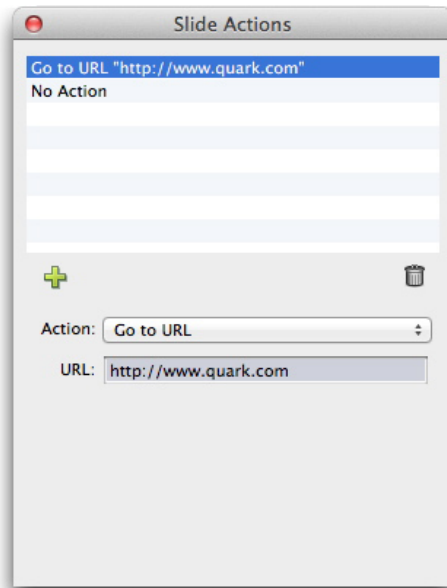 Slide Actions
Go to URL "http://www.quark.com"
No Action
Action: Go to URL
URL: http://www.quark.com